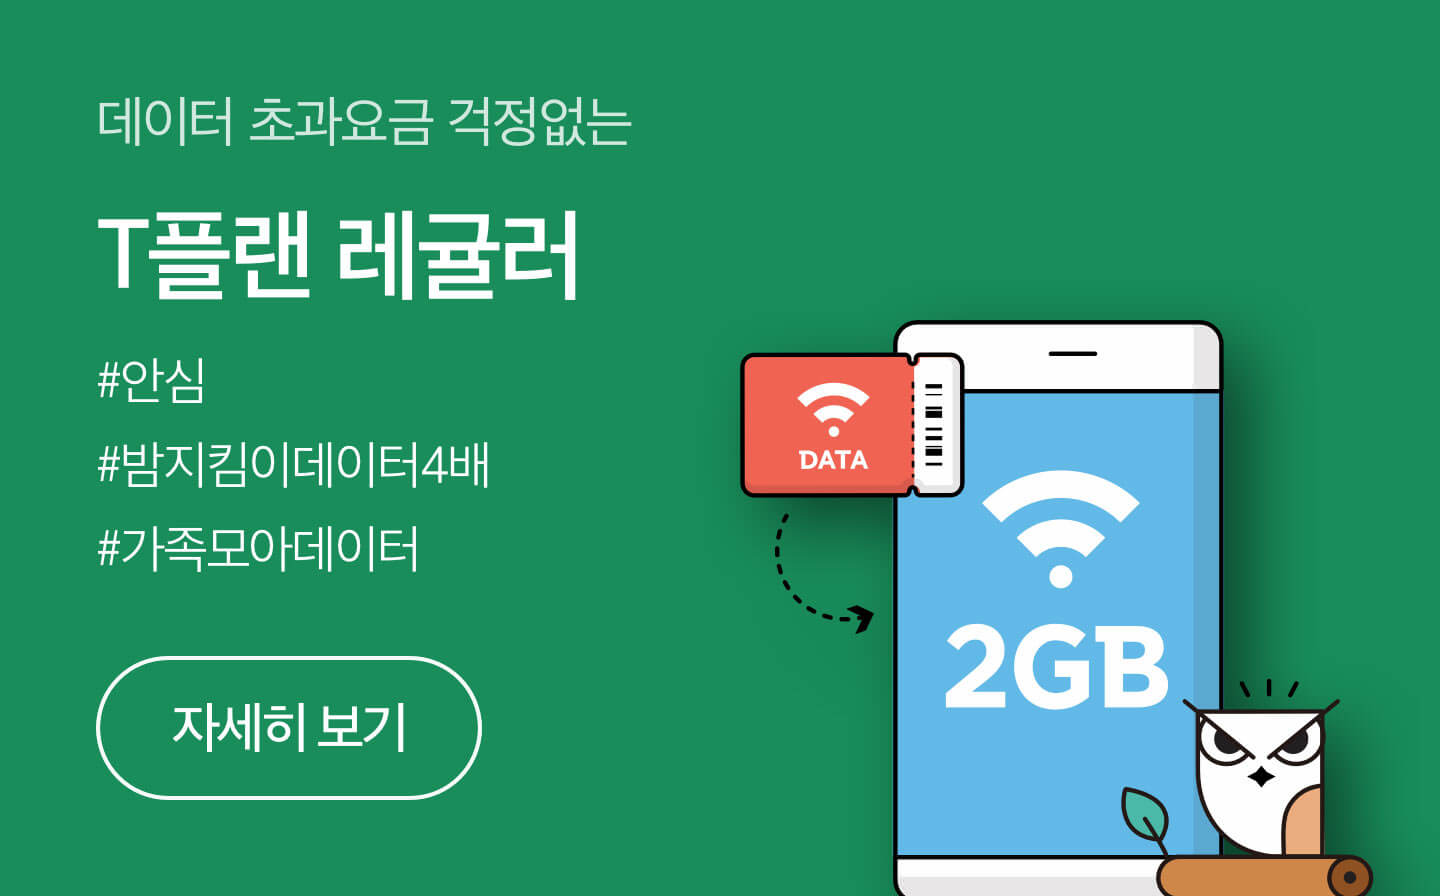 데이터 초과요금 걱정없는
T플랜 레귤러
#안심
#밤지킴이데이터4배
#가족모아데이터
자세히 보기
DATA
2GB